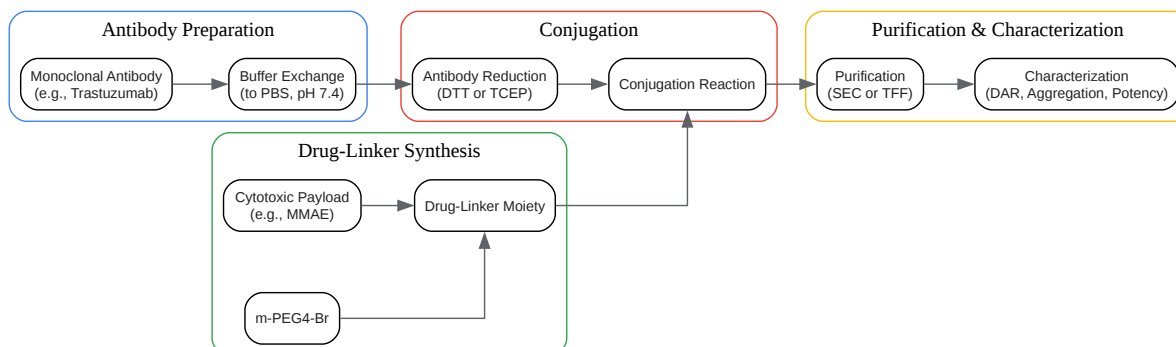 Antibody Preparation
Monoclonal Antibody
(e.g., Trastuzumab)
Buffer Exchange
(to PBS, pH 7.4)
Conjugation
Antibody Reduction
(DTT or TCEP)
Conjugation Reaction
Purification & Characterization
Purification
(SEC or TFF)
Characterization
(DAR, Aggregation, Potency)
Drug-Linker Synthesis
Cytotoxic Payload
(e.g., MMAE)
Drug-Linker Moiety
m-PEG4-Br